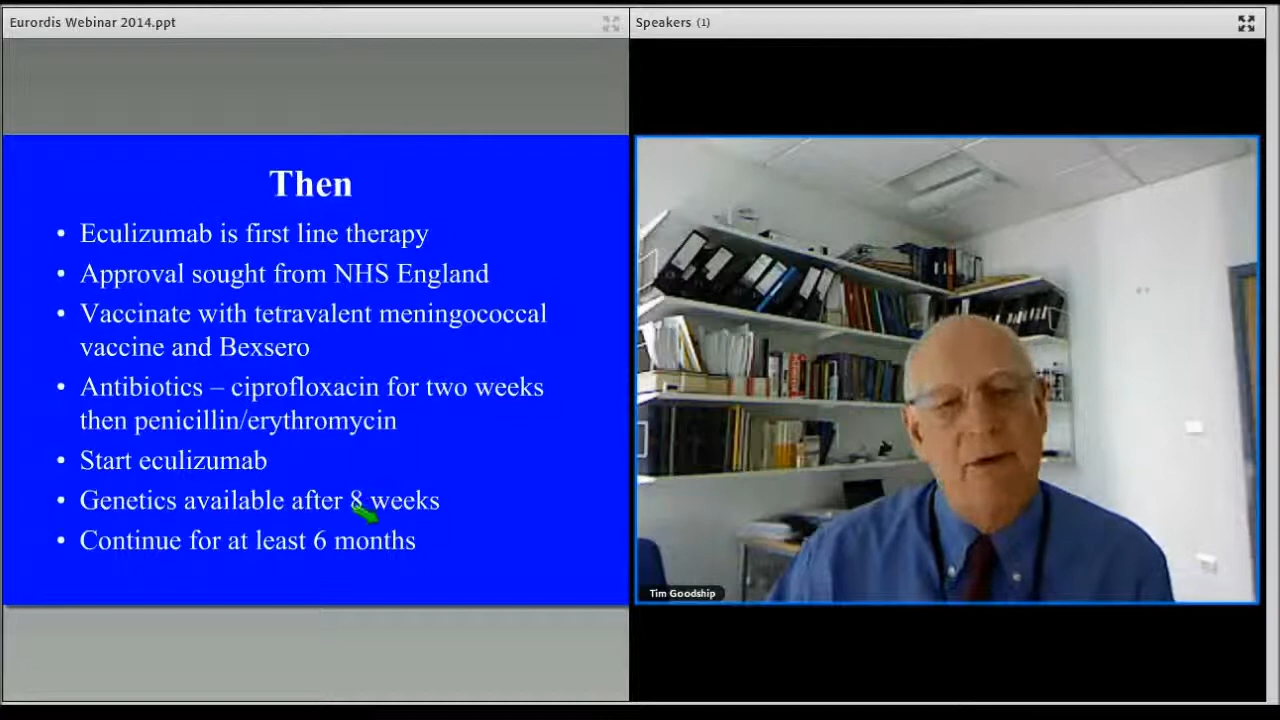 Eurordis Webinar 2014.ppt
Speakers (1)
Then
• Eculizumab is first line therapy
• Approval sought from NHS England
• Vaccinate with tetravalent meningococcal
vaccine and Bexsero
• Antibiotics – ciprofloxacin for two weeks
then penicillin/erythromycin
• Start eculizumab
• Genetics available after 8 weeks
• Continue for at least 6 months
Tim Goodship